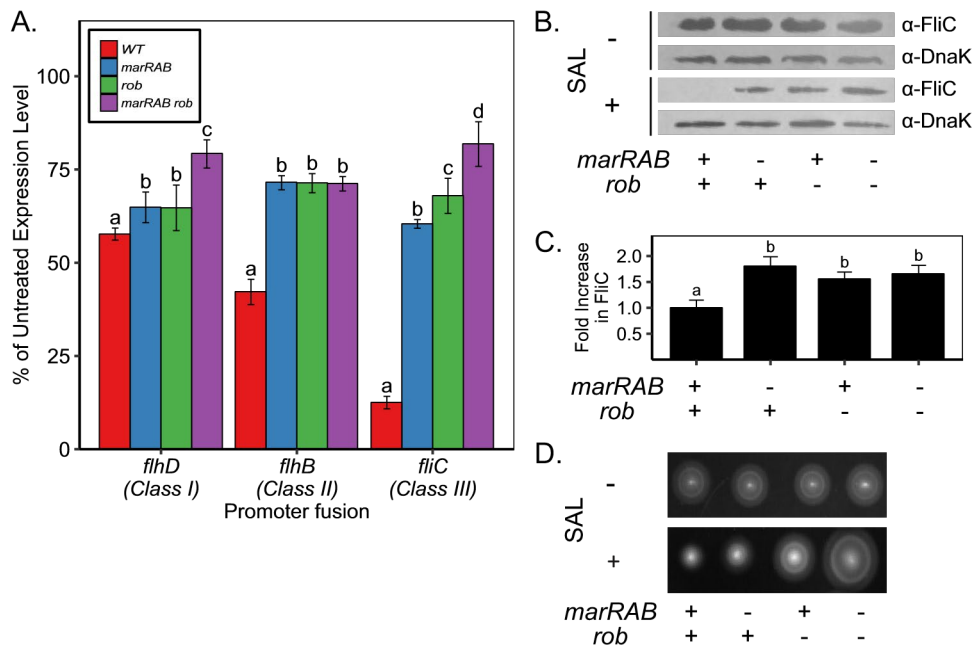 A.
WT
marRAB
rob
marRAB rob
% of Untreated Expression Level
100
75
50
25
0
a
b
b
c
a
b
b
b
a
b
c
d
flhD
(Class I)
flhB
(Class II)
fliC
(Class III)
Promoter fusion
B.
SAL
-
α-FliC
α-DnaK
+
α-FliC
α-DnaK
marRAB + - + -
rob + + - -
C.
Fold Increase
in FliC
2.0
1.5
1.0
0.5
a
b
b
b
marRAB + - + -
rob + + - -
D.
SAL
-
+
marRAB + - + -
rob + + - -